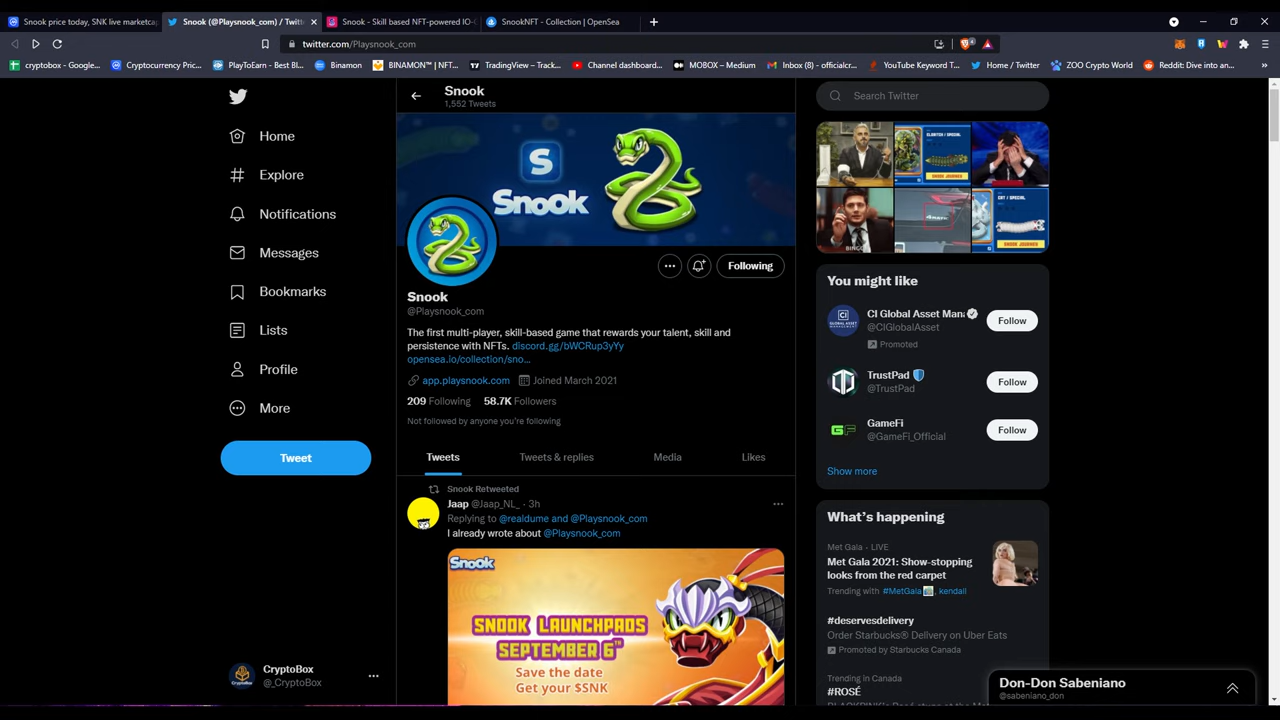 Snook price today, SNK live marketcap
Snook (@Playsnook_com) / Twitt
Snook - Skill based NFT-powered IO-G
SnookNFT - Collection | OpenSea
twitter.com/Playsnook_com
cryptobox - Google...
Cryptocurrency Pric...
PlayToEarn - Best Bl...
Binamon
BINAMON™ | NFT...
TradingView – Track...
Channel dashboard...
MOBOX – Medium
Inbox (8) - officialcr...
YouTube Keyword T...
Home / Twitter
ZOO Crypto World
Reddit: Dive into an...
Snook
1,552 Tweets
Search Twitter
Home
Explore
Notifications
Messages
Bookmarks
Lists
Profile
More
Tweet
S
Snook
Following
Snook
@Playsnook_com
The first multi-player, skill-based game that rewards your talent, skill and
persistence with NFTs. discord.gg/bWCRup3yYy
opensea.io/collection/sno...
app.playsnook.com Joined March 2021
209 Following 58.7K Followers
Not followed by anyone you're following
Tweets Tweets & replies Media Likes
Snook Retweeted
Jaap @Jaap_NL_ · 3h
Replying to @realdume and @Playsnook_com
I already wrote about @Playsnook_com
Snook
SNOOK LAUNCHPADS
SEPTEMBER 6TH
Save the date
Get your $SNK
BINGO
You might like
CI Global Asset Mana
@CIGlobalAsset
Promoted
Follow
TrustPad
@TrustPad
Follow
GameFi
@GameFi_Official
Follow
Show more
What's happening
Met Gala · LIVE
Met Gala 2021: Show-stopping
looks from the red carpet
Trending with #MetGala, kendall
#deservesdelivery
Order Starbucks® Delivery on Uber Eats
Promoted by Starbucks Canada
Trending in Canada
#ROSÉ
CryptoBox
@_CryptoBox
Don-Don Sabeniano
@sabeniano_don